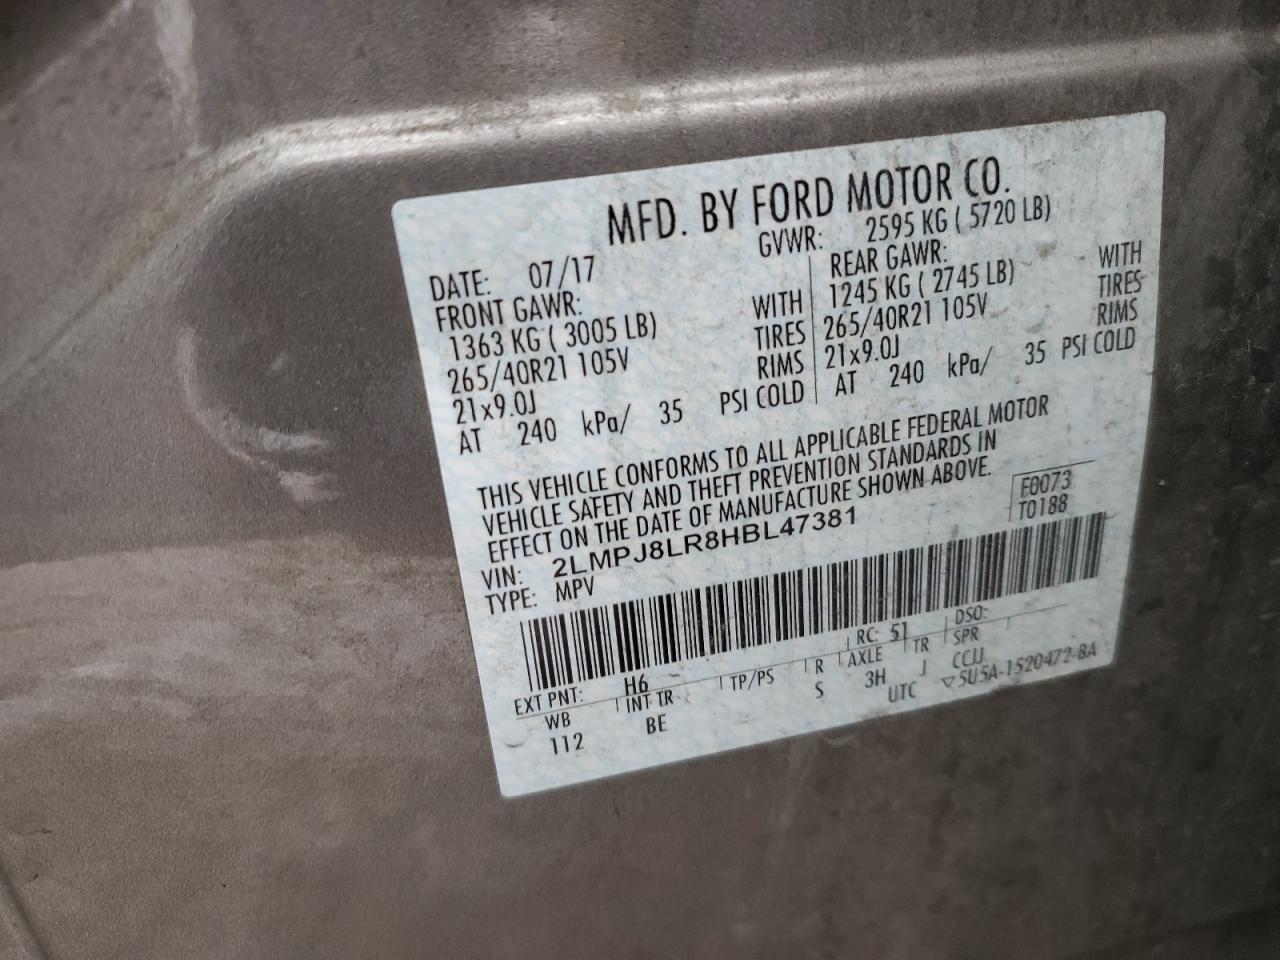 MFD. BY FORD MOTOR CO.
DATE: 07/17 GVWR: 2595 KG ( 5720 LB)
FRONT GAWR: REAR GAWR:
1363 KG ( 3005 LB) WITH 1245 KG ( 2745 LB) WITH
265/40R21 105V TIRES 265/40R21 105V TIRES
21x9.0J RIMS 21x9.0J RIMS
AT 240 kPa/ 35 PSI COLD AT 240 kPa/ 35 PSI COLD
THIS VEHICLE CONFORMS TO ALL APPLICABLE FEDERAL MOTOR
VEHICLE SAFETY AND THEFT PREVENTION STANDARDS IN
EFFECT ON THE DATE OF MANUFACTURE SHOWN ABOVE.
VIN: 2LMPJ8LR8HBL47381 F0073
TYPE: MPV T0188
EXT PNT: H6 RC: 51 DSO:
WB INT TR TP/PS R AXLE TR SPR
112 BE S 3H J CCJJ
UTC ▽5U5A-1520472-BA